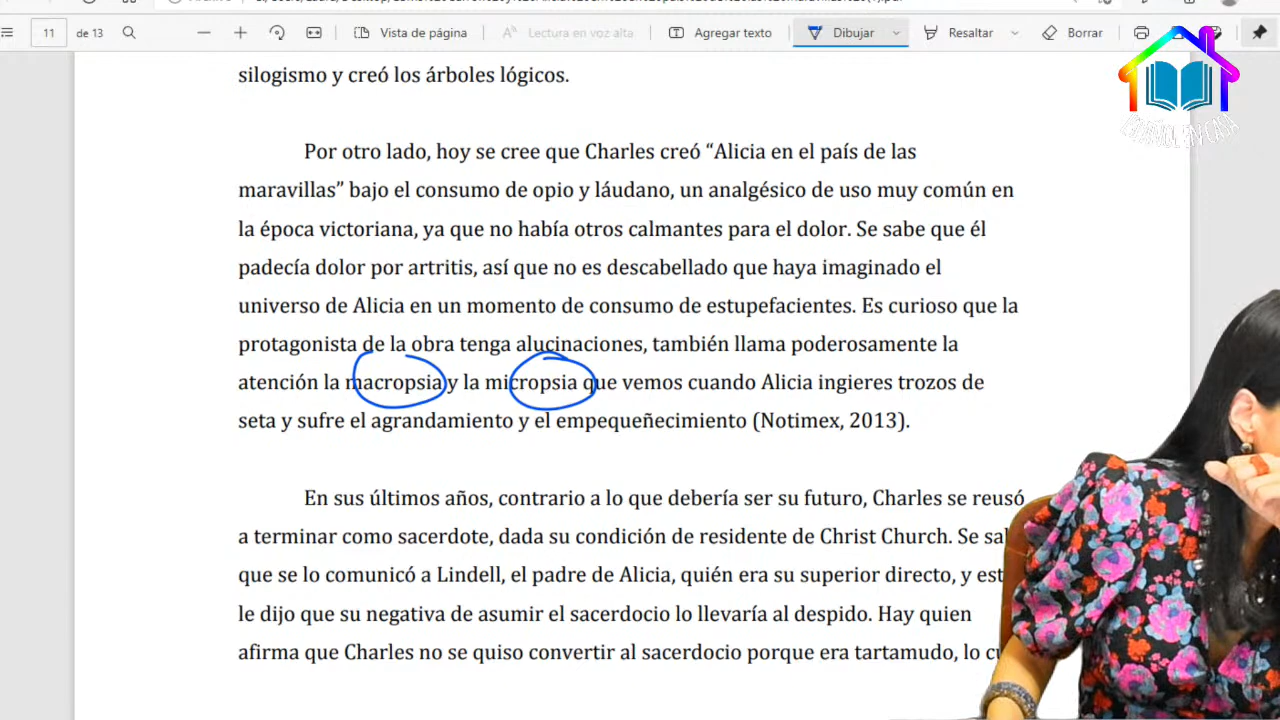 11 de 13
Vista de página
Lectura en voz alta
Agregar texto
Dibujar
Resaltar
Borrar
silogismo y creó los árboles lógicos.
Por otro lado, hoy se cree que Charles creó “Alicia en el país de las
maravillas” bajo el consumo de opio y láudano, un analgésico de uso muy común en
la época victoriana, ya que no había otros calmantes para el dolor. Se sabe que él
padecía dolor por artritis, así que no es descabellado que haya imaginado el
universo de Alicia en un momento de consumo de estupefacientes. Es curioso que la
protagonista de la obra tenga alucinaciones, también llama poderosamente la
atención la macropsia y la micropsia que vemos cuando Alicia ingieres trozos de
seta y sufre el agrandamiento y el empequeñecimiento (Notimex, 2013).
En sus últimos años, contrario a lo que debería ser su futuro, Charles se reusó
a terminar como sacerdote, dada su condición de residente de Christ Church. Se
que se lo comunicó a Lindell, el padre de Alicia, quién era su superior directo, y
le dijo que su negativa de asumir el sacerdocio lo llevaría al despido. Hay quien
afirma que Charles no se quiso convertir al sacerdocio porque era tartamudo, lo
EN CASA